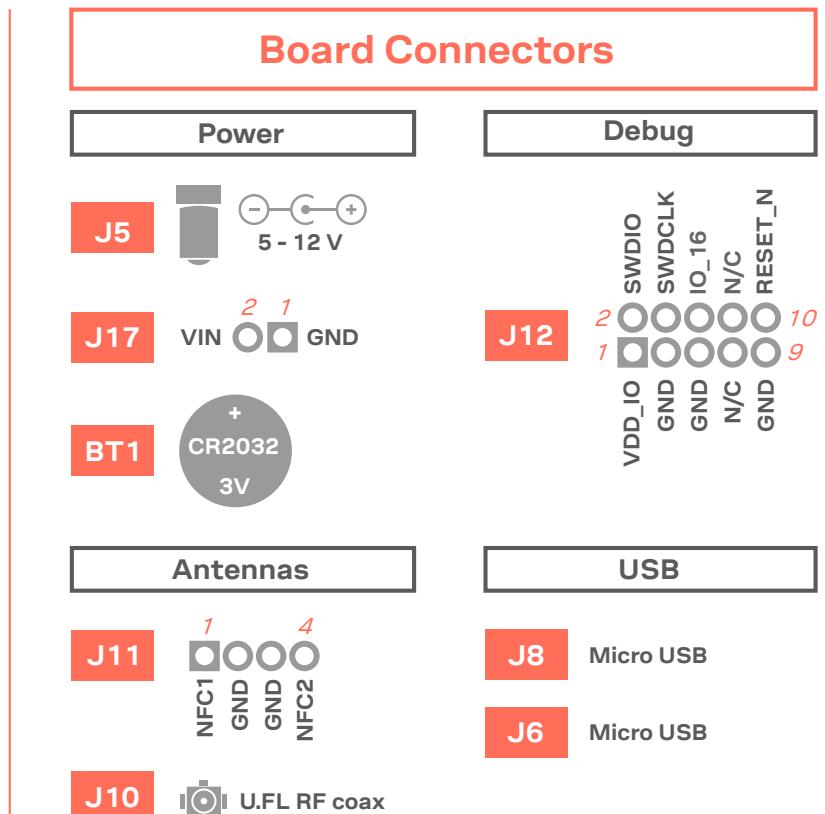 Board Connectors
Power
J5
5 - 12 V
J17
2 1
VIN GND
BT1
+
CR2032
3V
Debug
J12
SWDIO SWDCLK IO_16 N/C RESET_N
2 10
1 9
VDD_IO GND GND N/C GND
Antennas
J11
1 4
NFC1 GND GND NFC2
J10
U.FL RF coax
USB
J8 Micro USB
J6 Micro USB